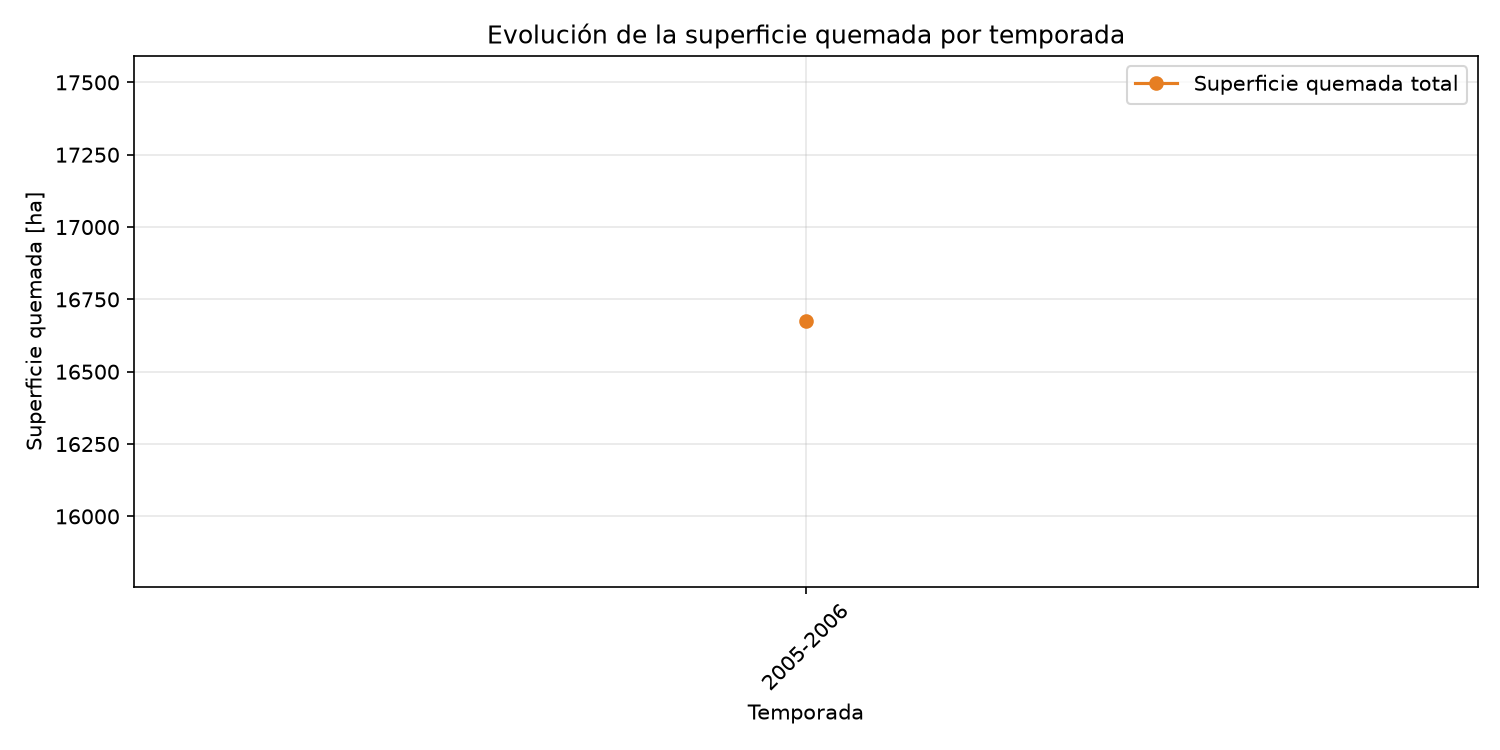 Evolución de la superficie quemada por temporada
Superficie quemada total
Superficie quemada [ha]
17500
17250
17000
16750
16500
16250
16000
2005-2006
Temporada